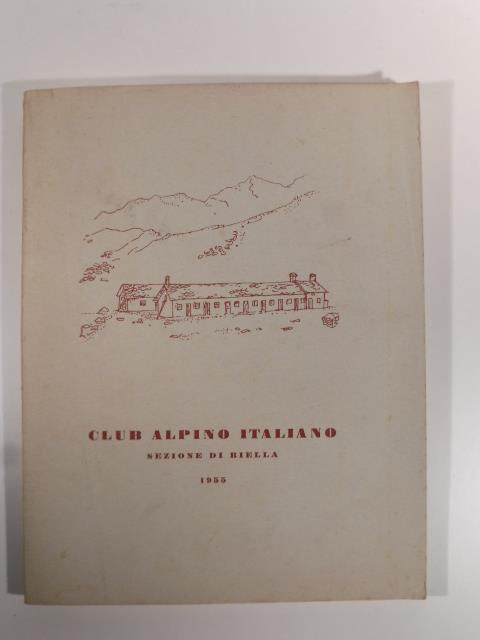 CLUB ALPINO ITALIANO
SEZIONE DI BIELLA
1955